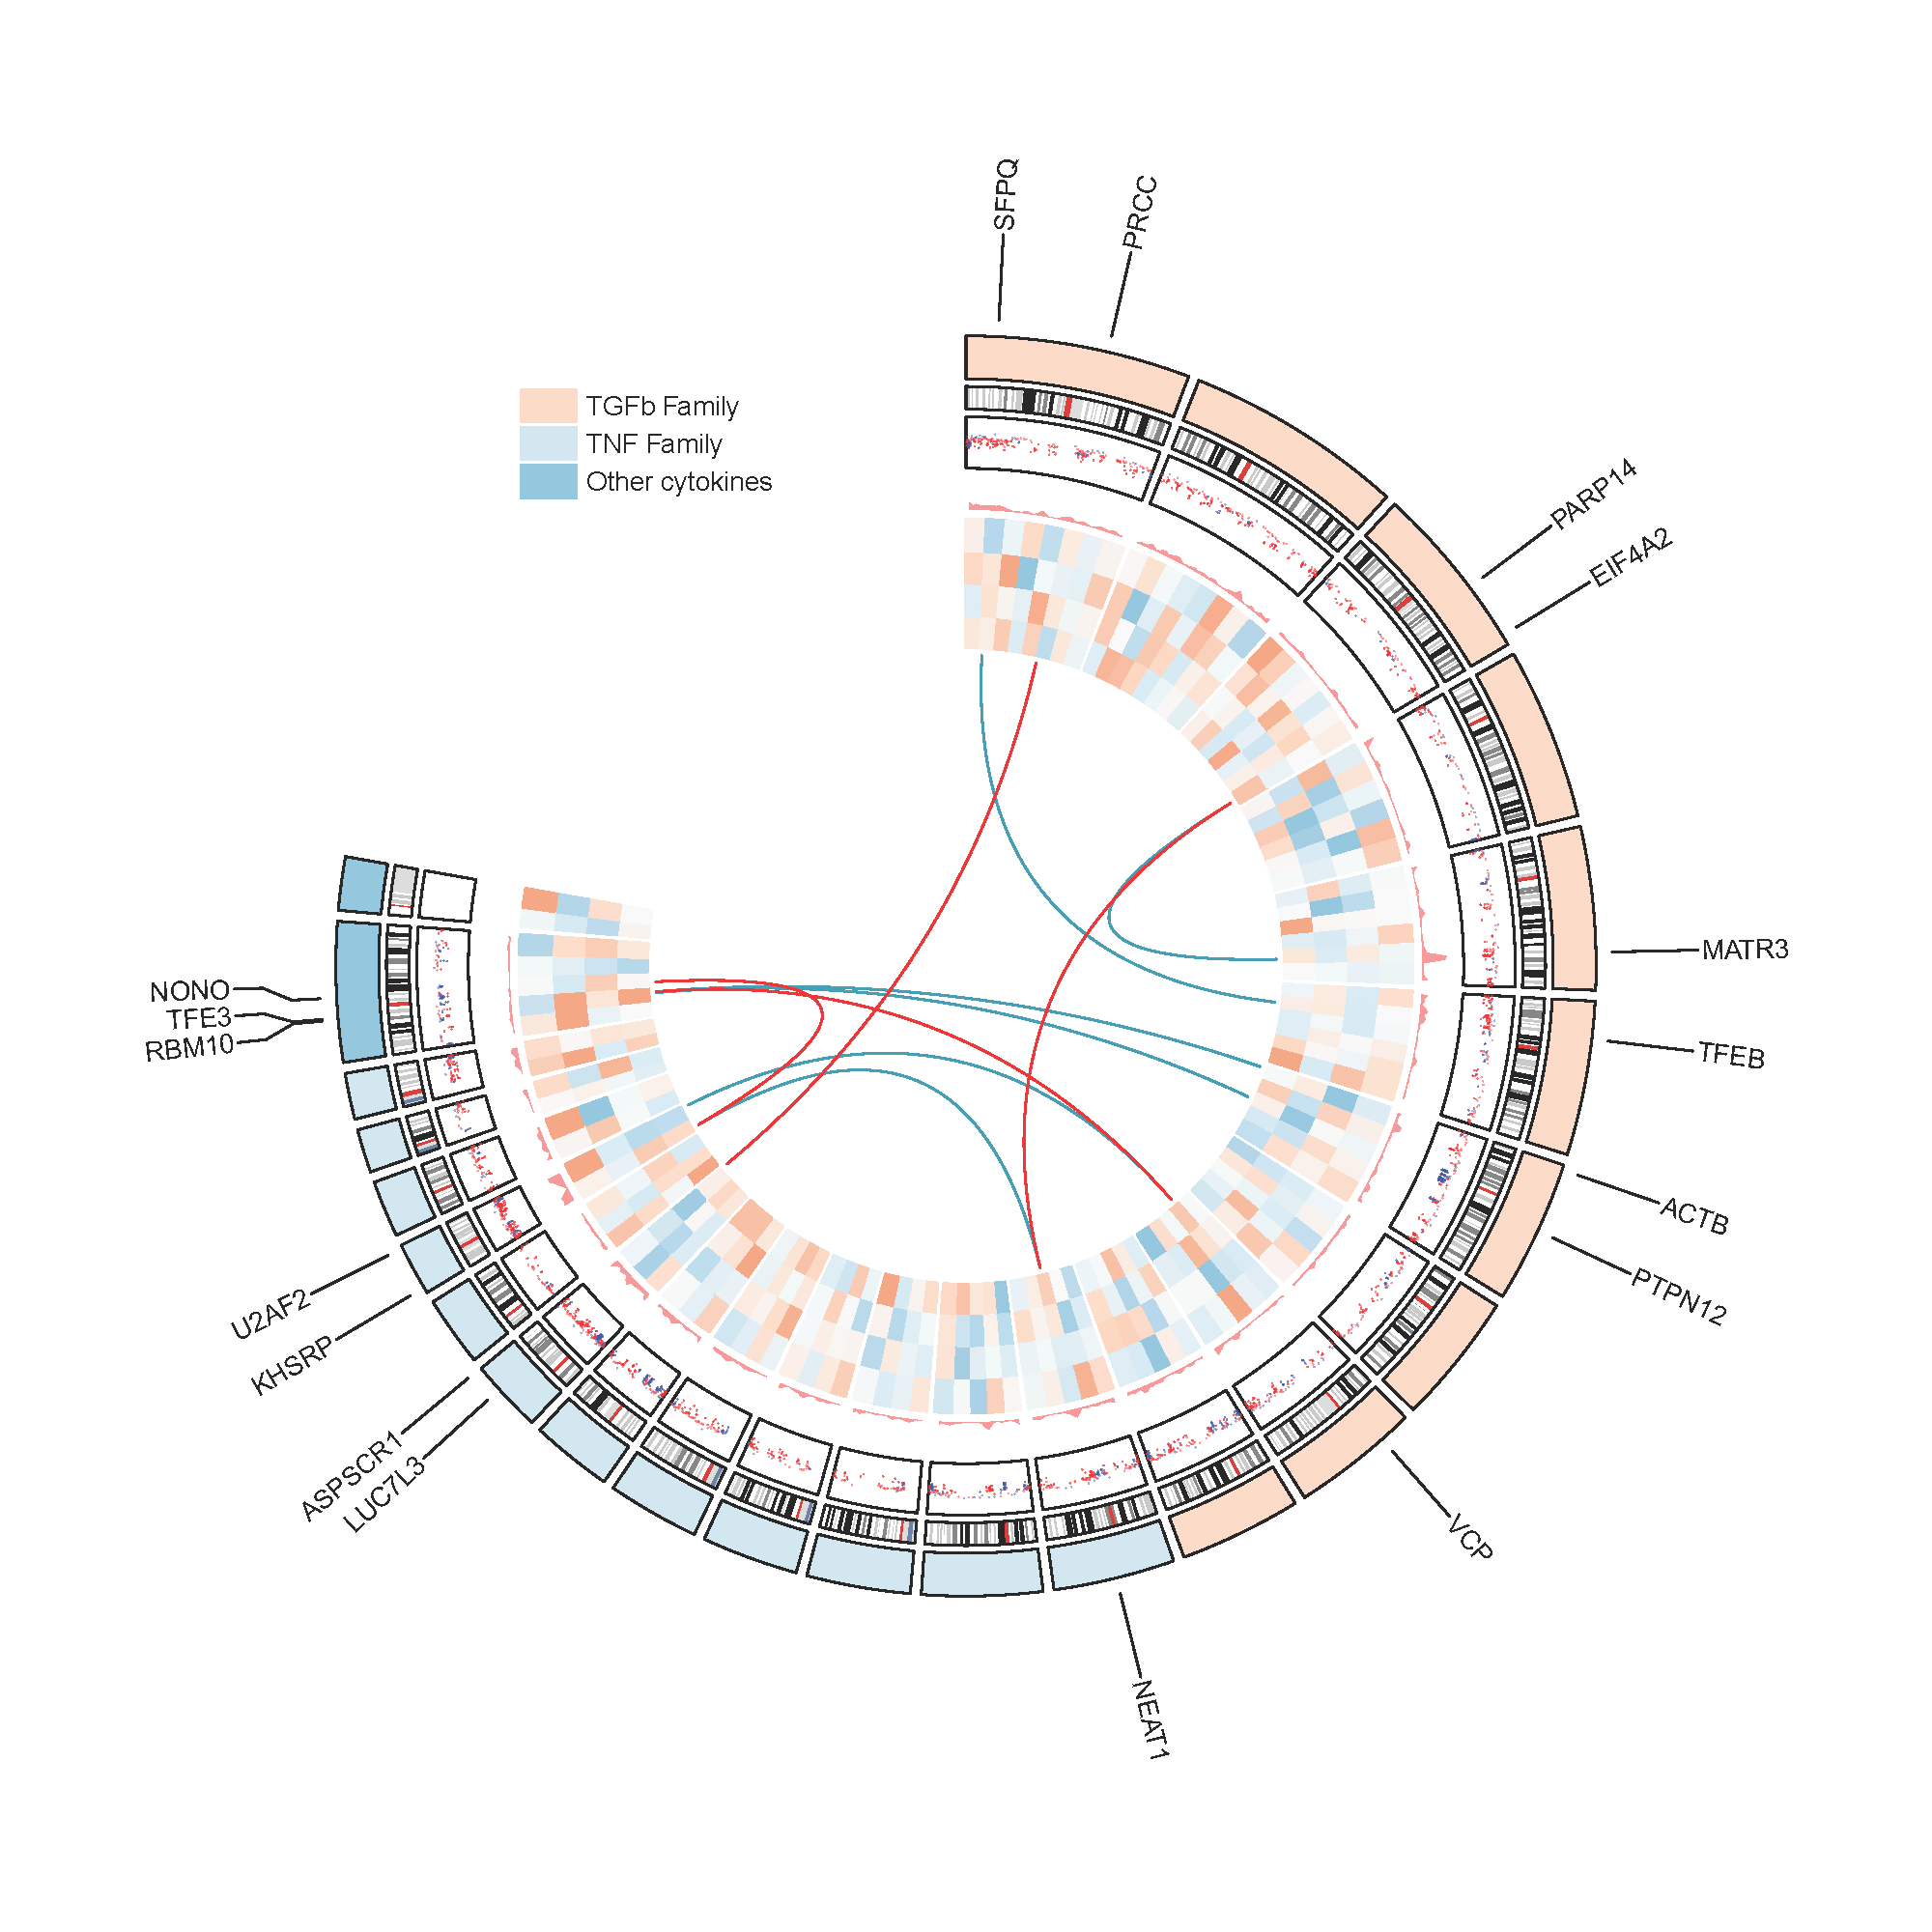 SFPQ
PRCC
TGFb Family
TNF Family
Other cytokines
PARP14
EIF4A2
MATR3
TFEB
ACTB
PTPN12
VCP
NEAT1
LUC7L3
ASPSCR1
KHSRP
U2AF2
RBM10
TFE3
NONO